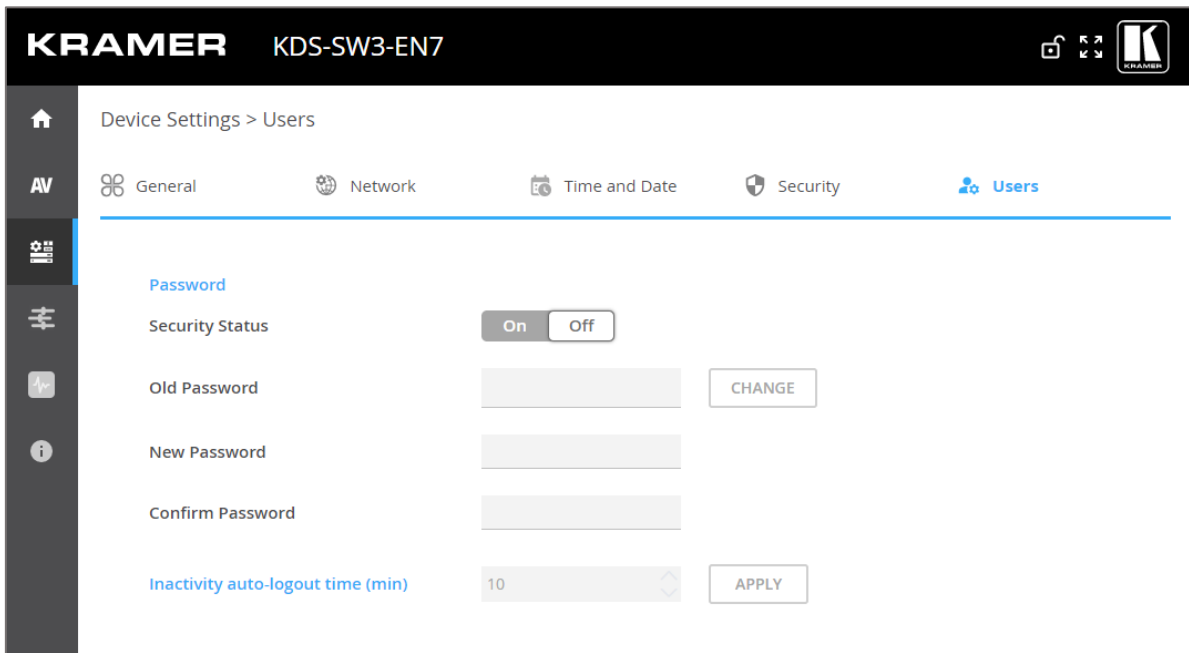 KRAMER KDS-SW3-EN7
KRAMER
Device Settings > Users
AV
General Network Time and Date Security Users
Password
Security Status On Off
Old Password CHANGE
New Password
Confirm Password
Inactivity auto-logout time (min) 10 APPLY